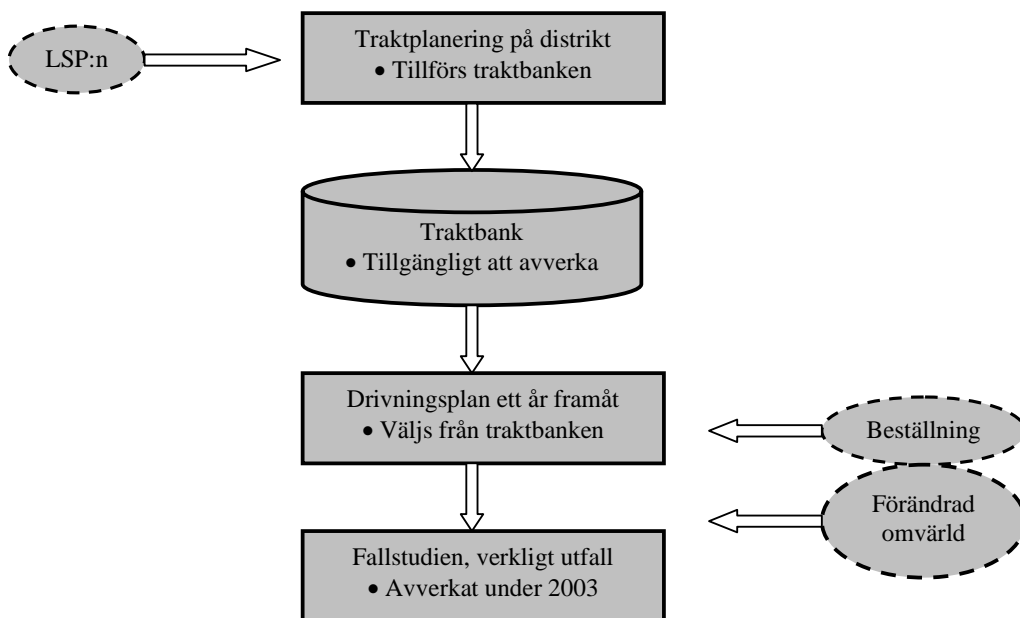 LSP:n
Traktplanering på distrikt
• Tillförs traktbanken
Traktbank
• Tillgängligt att avverka
Drivningsplan ett år framåt
• Väljs från traktbanken
Beställning
Förändrad
omvärld
Fallstudien, verkligt utfall
• Avverkat under 2003